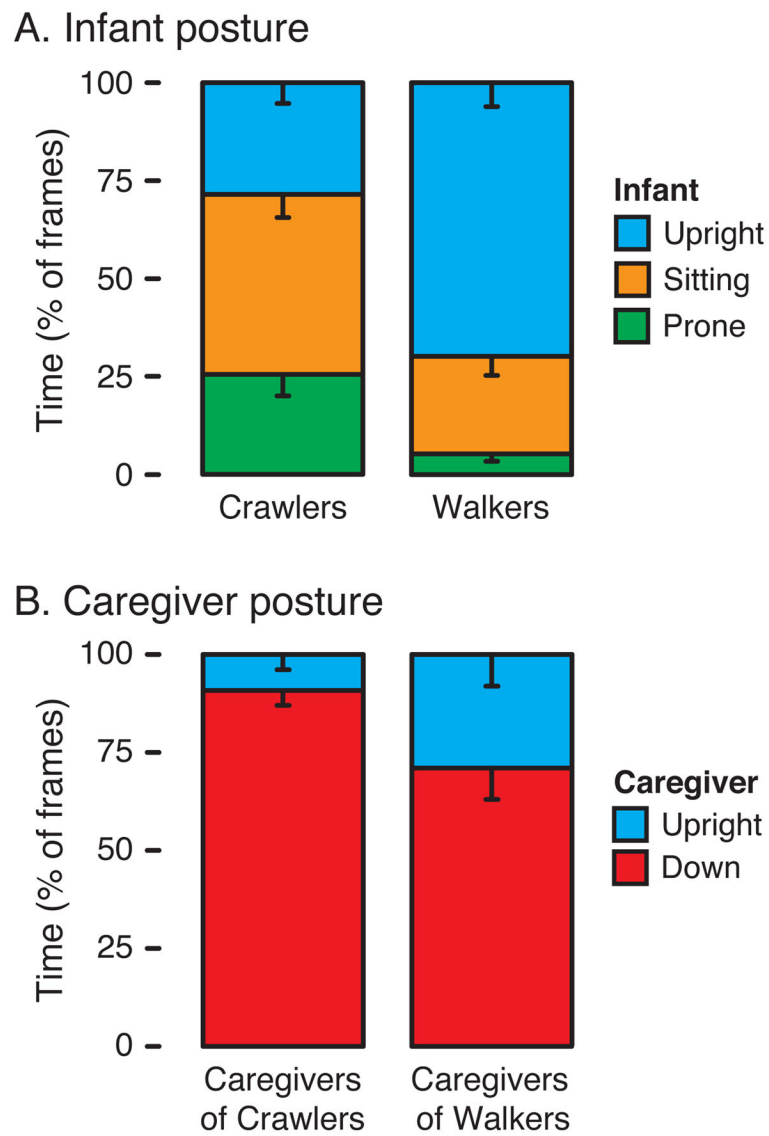 A. Infant posture
100
75
50
25
0
Time (% of frames)
Crawlers
Walkers
Infant
Upright
Sitting
Prone
B. Caregiver posture
100
75
50
25
0
Time (% of frames)
Caregivers
of Crawlers
Caregivers
of Walkers
Caregiver
Upright
Down